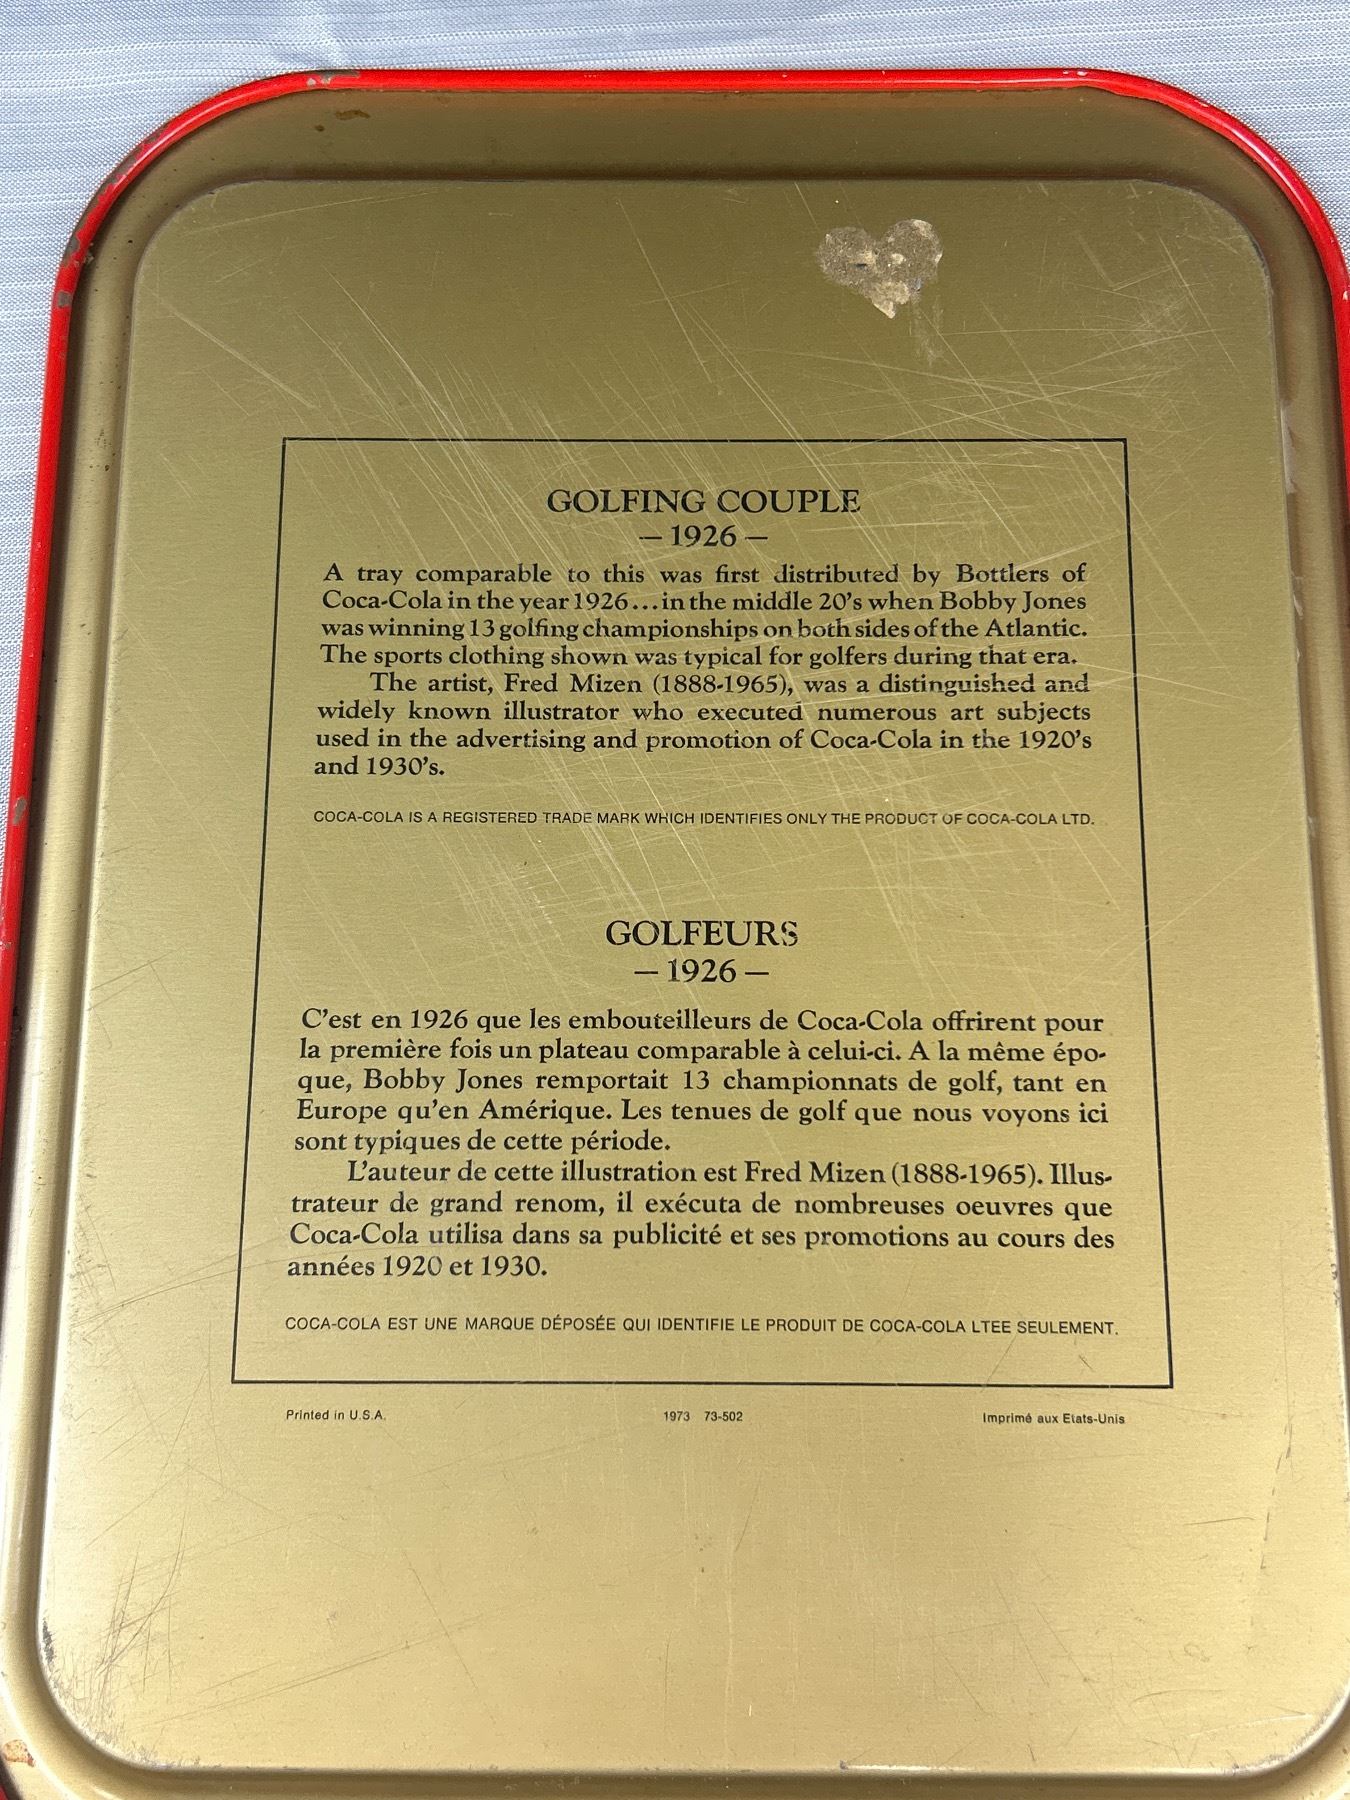 GOLFING COUPLE
— 1926 —
A tray comparable to this was first distributed by Bottlers of
Coca-Cola in the year 1926...in the middle 20's when Bobby Jones
was winning 13 golfing championships on both sides of the Atlantic.
The sports clothing shown was typical for golfers during that era.
The artist, Fred Mizen (1888-1965), was a distinguished and
widely known illustrator who executed numerous art subjects
used in the advertising and promotion of Coca-Cola in the 1920's
and 1930's.
COCA-COLA IS A REGISTERED TRADE MARK WHICH IDENTIFIES ONLY THE PRODUCT OF COCA-COLA LTD.
GOLFEURS
— 1926 —
C'est en 1926 que les embouteilleurs de Coca-Cola offrirent pour
la première fois un plateau comparable à celui-ci. A la même épo-
que, Bobby Jones remportait 13 championnats de golf, tant en
Europe qu'en Amérique. Les tenues de golf que nous voyons ici
sont typiques de cette période.
L'auteur de cette illustration est Fred Mizen (1888-1965). Illus-
trateur de grand renom, il exécuta de nombreuses oeuvres que
Coca-Cola utilisa dans sa publicité et ses promotions au cours des
années 1920 et 1930.
COCA-COLA EST UNE MARQUE DÉPOSÉE QUI IDENTIFIE LE PRODUIT DE COCA-COLA LTEE SEULEMENT.
Printed in U.S.A. 1973 73-502 Imprimé aux Etats-Unis